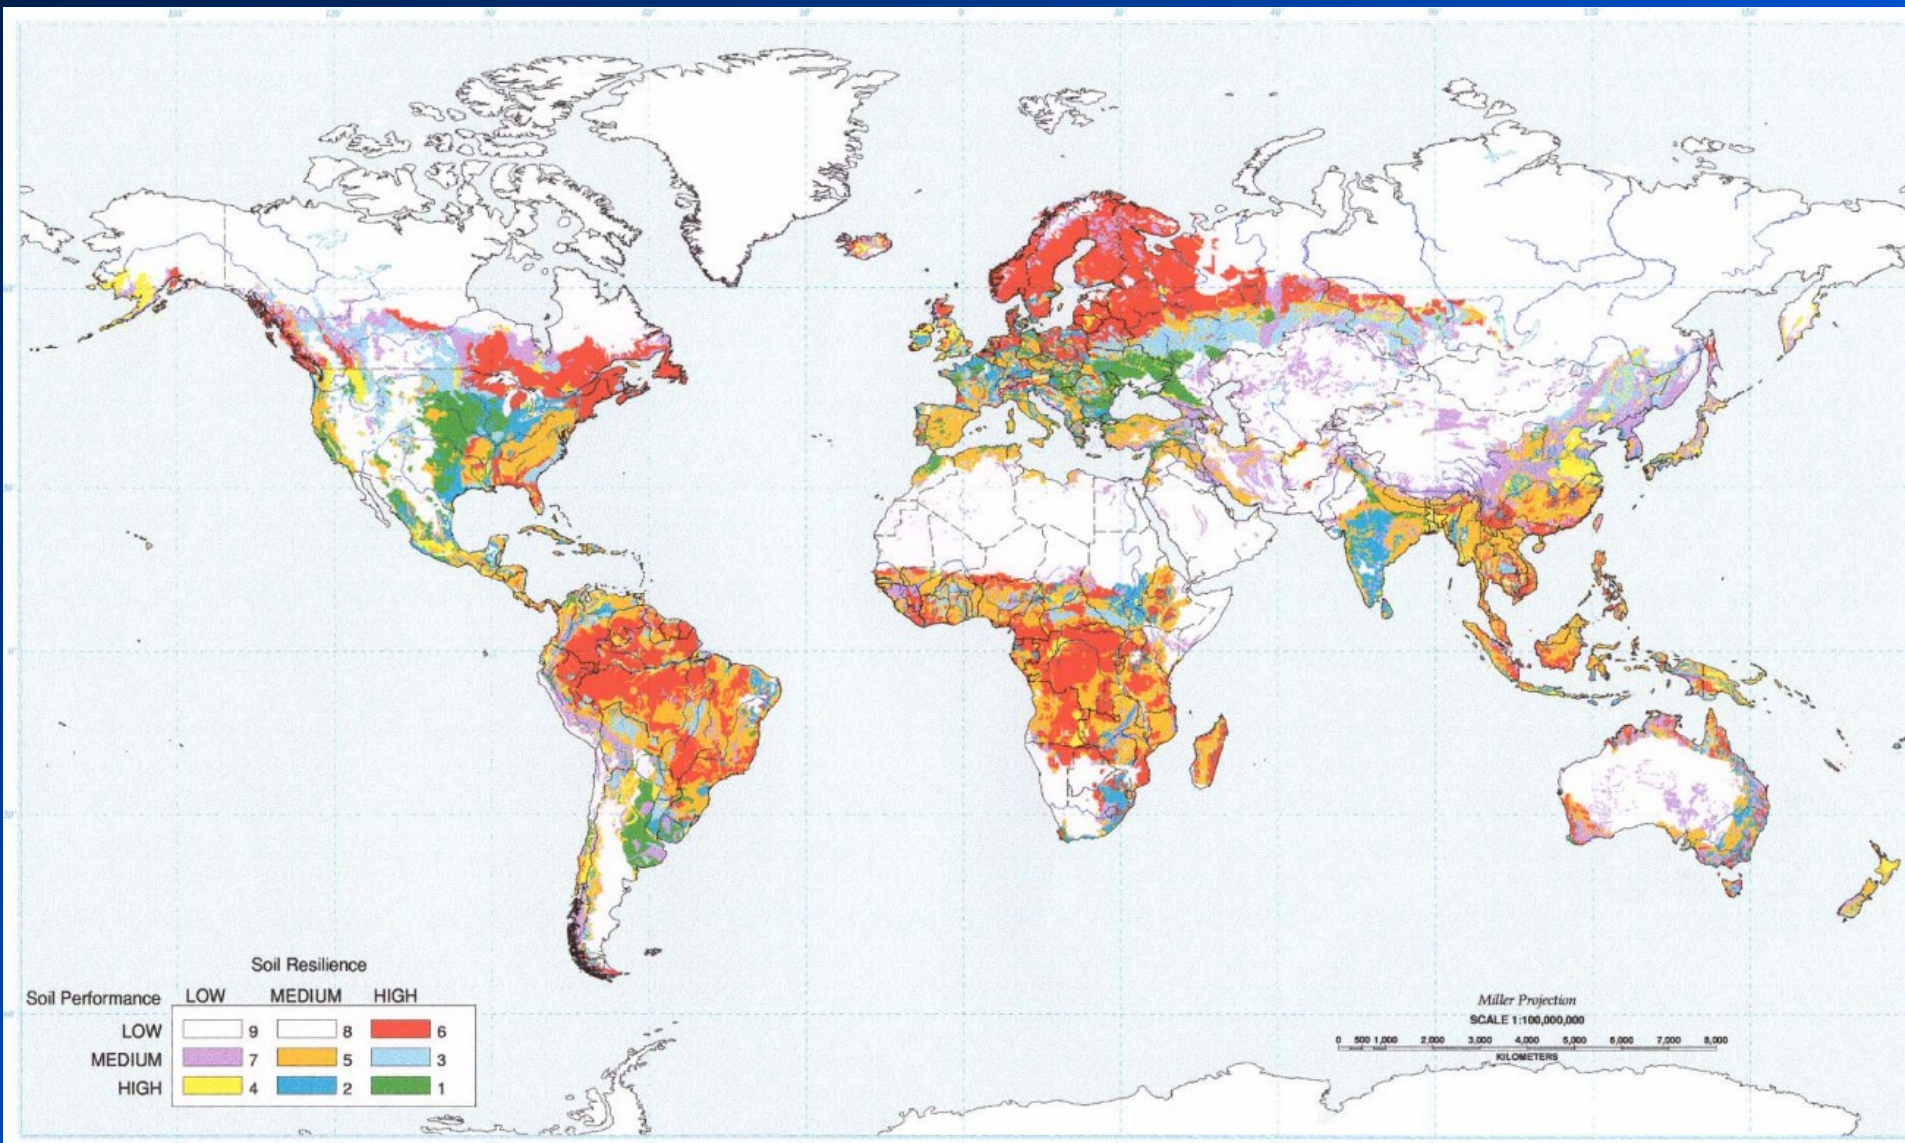 Soil Resilience
Soil Performance LOW MEDIUM HIGH
LOW 9 8 6
MEDIUM 7 5 3
HIGH 4 2 1
Miller Projection
SCALE 1:100,000,000
0 500 1,000 2,000 3,000 4,000 5,000 6,000 7,000 8,000
KILOMETERS